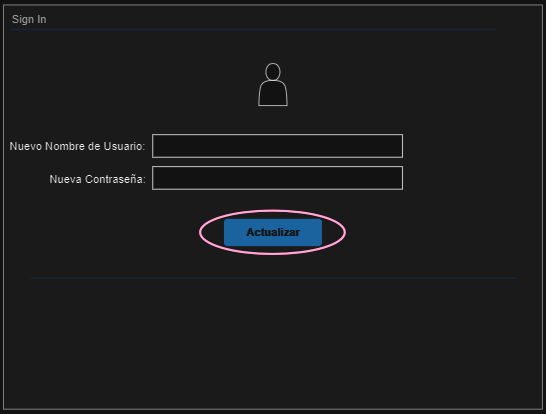 Sign In
Nuevo Nombre de Usuario:
Nueva Contraseña:
Actualizar